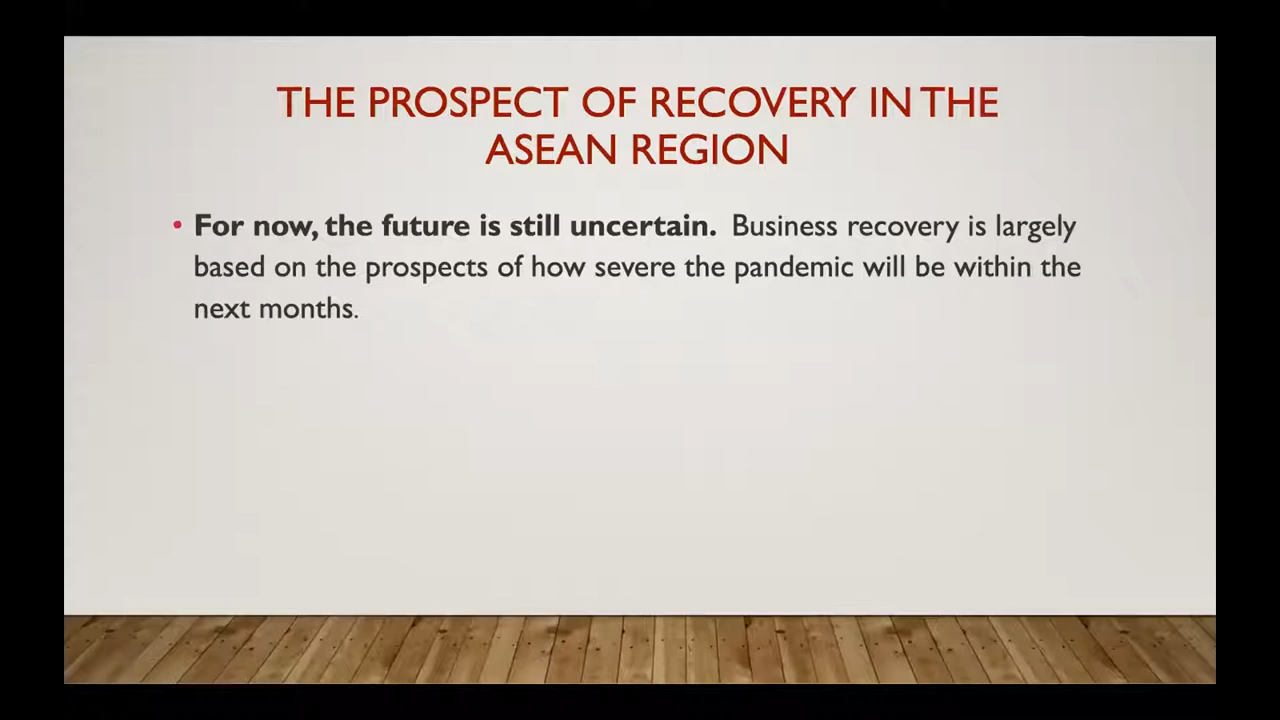 THE PROSPECT OF RECOVERY IN THE
ASEAN REGION
• For now, the future is still uncertain. Business recovery is largely
based on the prospects of how severe the pandemic will be within the
next months.